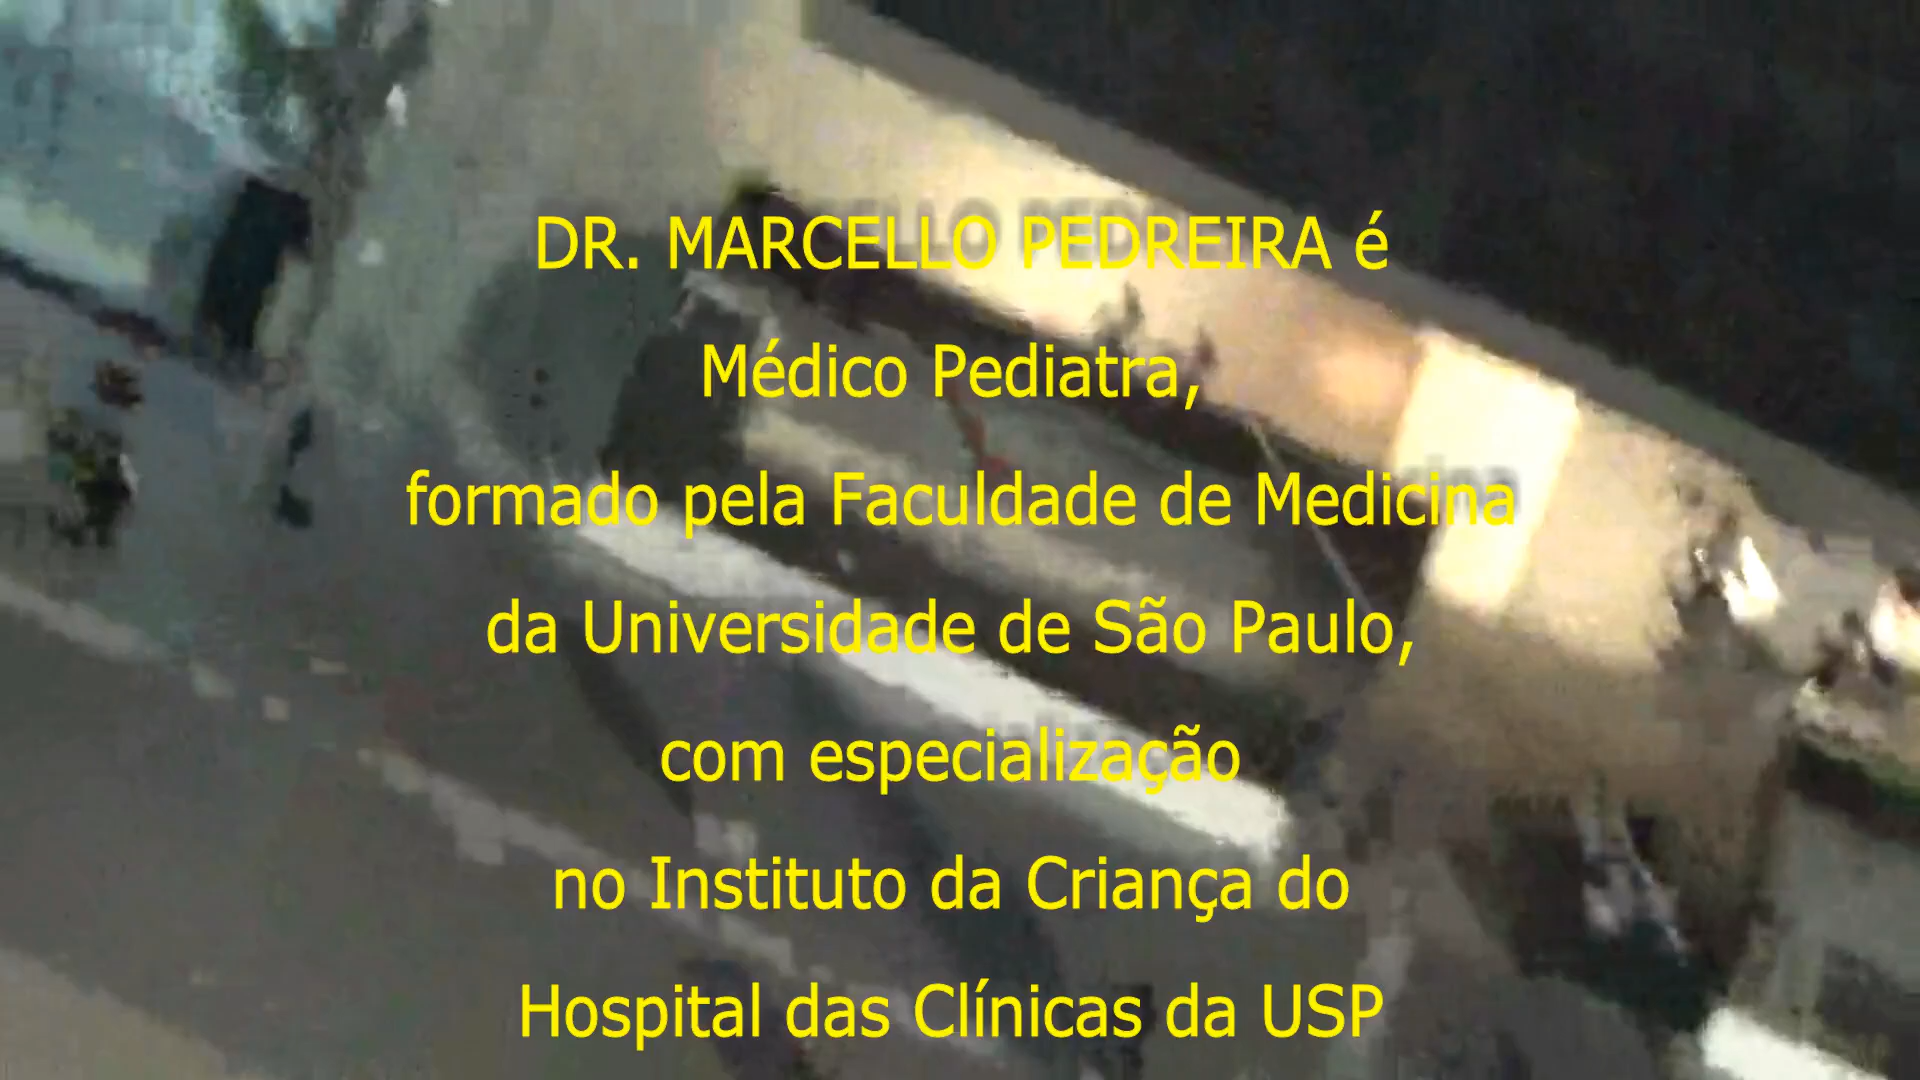 DR. MARCELLO PEDREIRA é
Médico Pediatra,
formado pela Faculdade de Medicina
da Universidade de São Paulo,
com especialização
no Instituto da Criança do
Hospital das Clínicas da USP